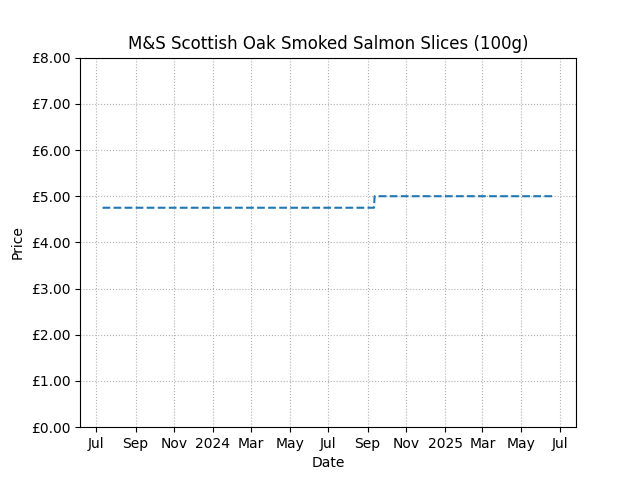 M&S Scottish Oak Smoked Salmon Slices (100g)
£8.00
£7.00
£6.00
£5.00
£4.00
£3.00
£2.00
£1.00
£0.00
Price
Jul Sep Nov 2024 Mar May Jul Sep Nov 2025 Mar May Jul
Date